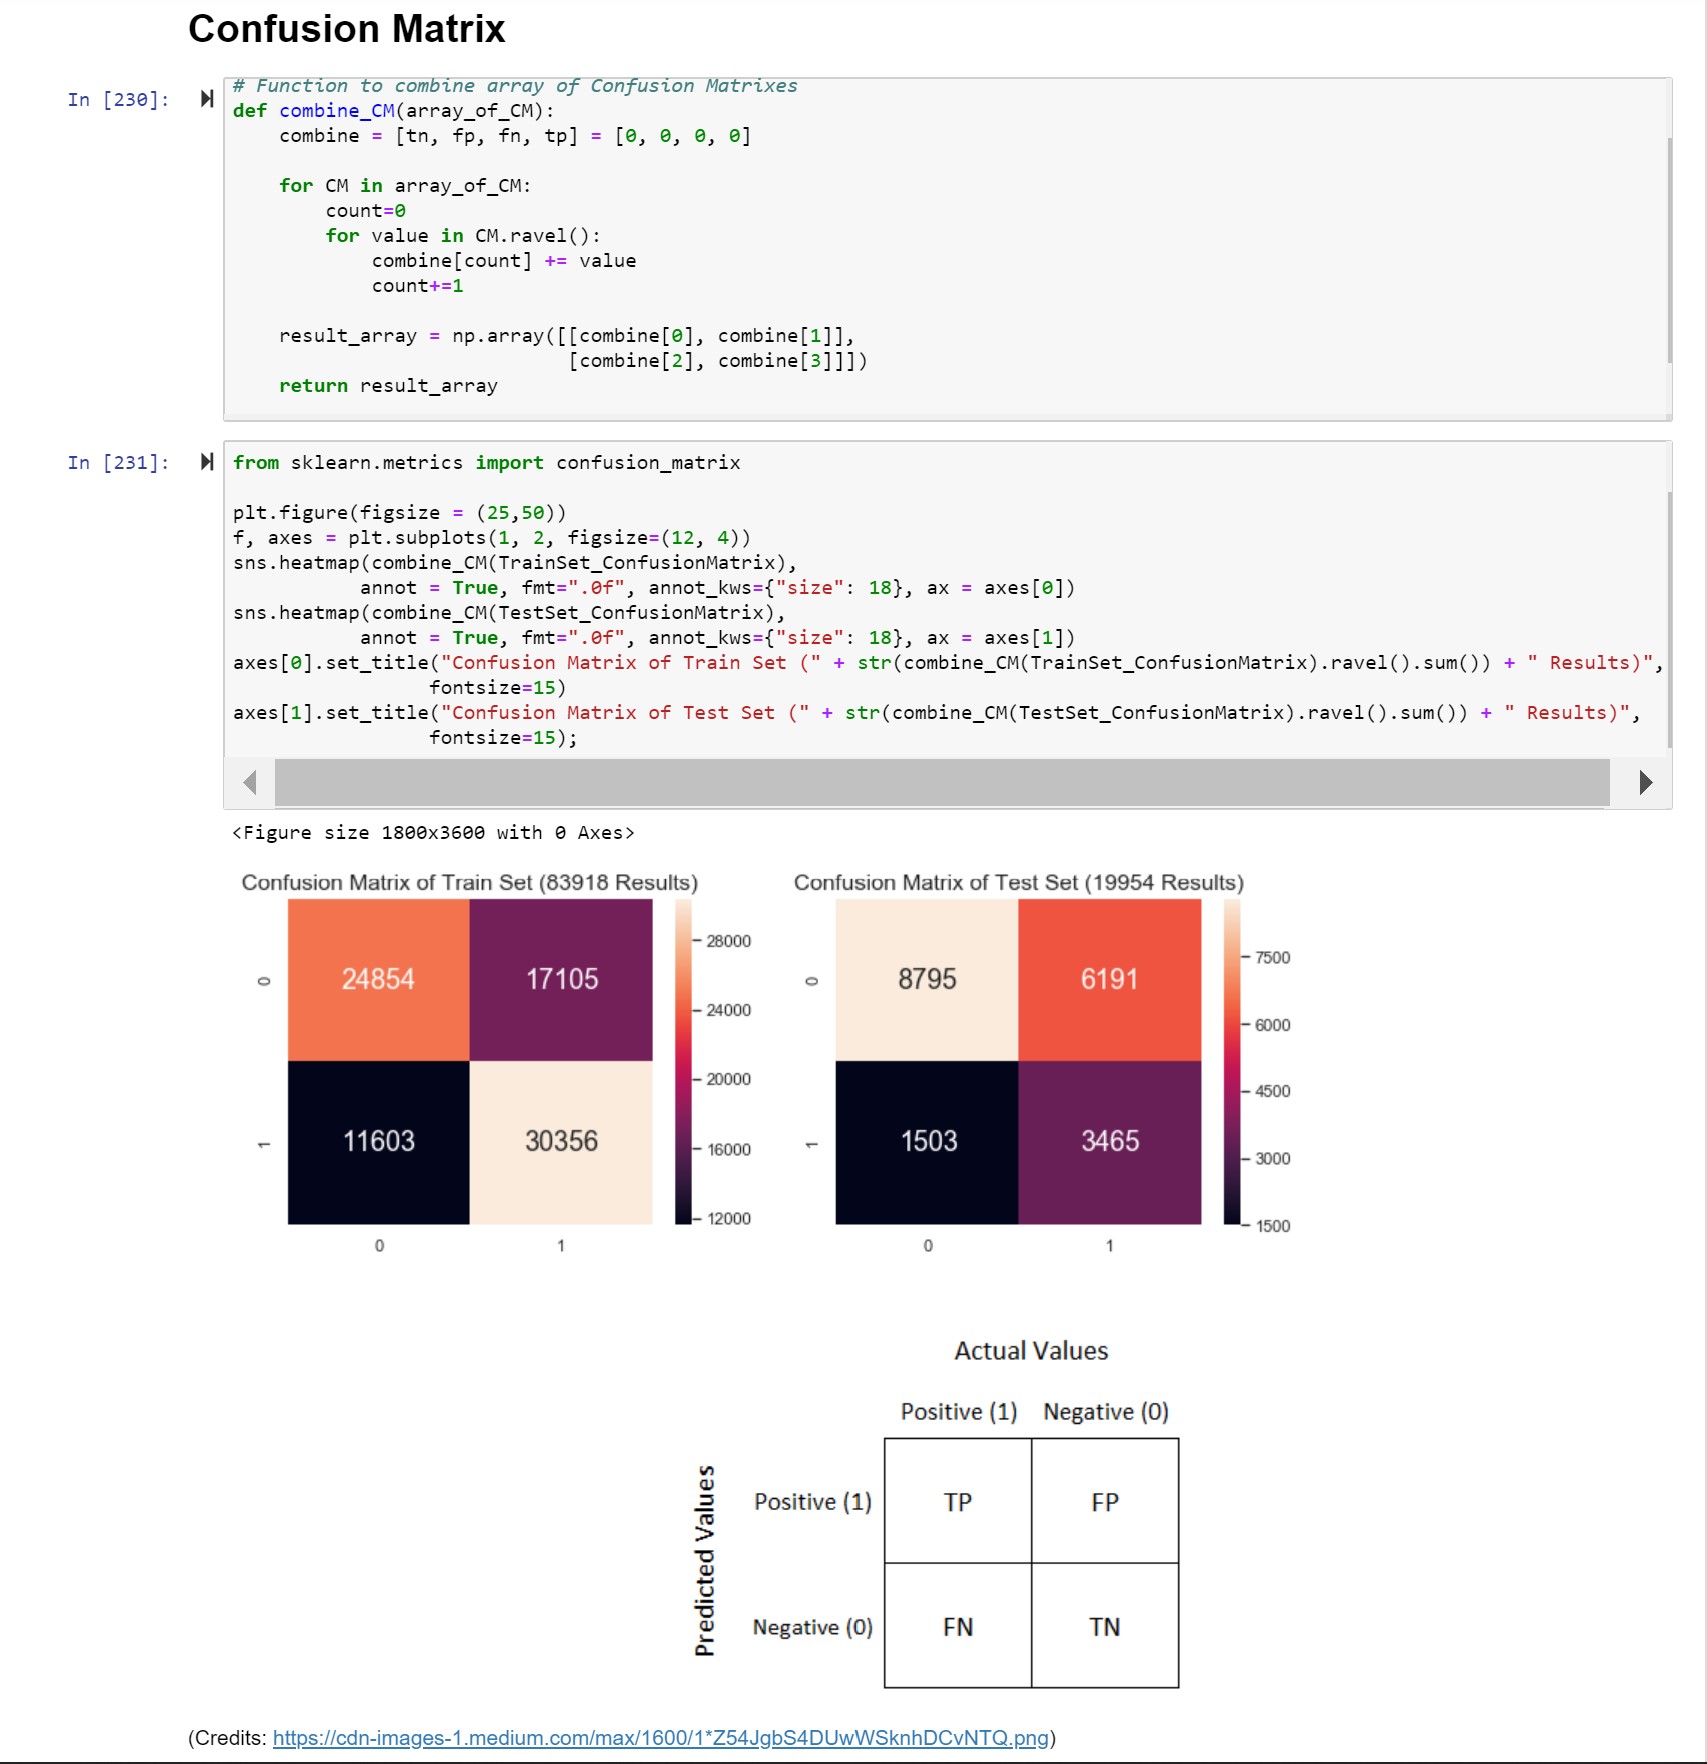 Confusion Matrix
In [230]:
# Function to combine array of Confusion Matrixes
def combine_CM(array_of_CM):
    combine = [tn, fp, fn, tp] = [0, 0, 0, 0]
    for CM in array_of_CM:
        count=0
        for value in CM.ravel():
            combine[count] += value
            count+=1
    result_array = np.array([[combine[0], combine[1]],
                             [combine[2], combine[3]]])
    return result_array
In [231]:
from sklearn.metrics import confusion_matrix
plt.figure(figsize = (25,50))
f, axes = plt.subplots(1, 2, figsize=(12, 4))
sns.heatmap(combine_CM(TrainSet_ConfusionMatrix),
           annot = True, fmt=".0f", annot_kws={"size": 18}, ax = axes[0])
sns.heatmap(combine_CM(TestSet_ConfusionMatrix),
           annot = True, fmt=".0f", annot_kws={"size": 18}, ax = axes[1])
axes[0].set_title("Confusion Matrix of Train Set (" + str(combine_CM(TrainSet_ConfusionMatrix).ravel().sum()) + " Results)",
                 fontsize=15)
axes[1].set_title("Confusion Matrix of Test Set (" + str(combine_CM(TestSet_ConfusionMatrix).ravel().sum()) + " Results)",
                 fontsize=15);
<Figure size 1800x3600 with 0 Axes>
Confusion Matrix of Train Set (83918 Results)
0
24854 17105
1
11603 30356
0 1
28000
24000
20000
16000
12000
Confusion Matrix of Test Set (19954 Results)
0
8795 6191
1
1503 3465
0 1
7500
6000
4500
3000
1500
Actual Values
Positive (1) Negative (0)
Predicted Values
Positive (1) TP FP
Negative (0) FN TN
(Credits: https://cdn-images-1.medium.com/max/1600/1*Z54JgbS4DUwWSknhDCvNTQ.png)